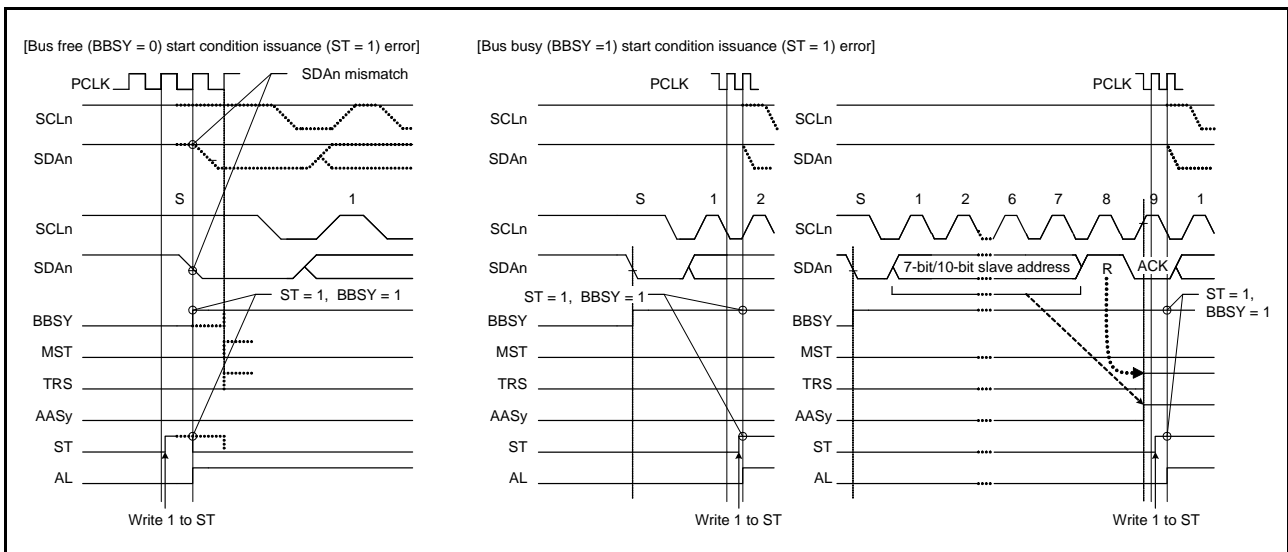 [Bus free (BBSY = 0) start condition issuance (ST = 1) error]
PCLK
SDAn mismatch
SCLn
SDAn
S 1
SCLn
SDAn
ST = 1, BBSY = 1
BBSY
MST
TRS
AASy
ST
AL
Write 1 to ST
[Bus busy (BBSY =1) start condition issuance (ST = 1) error]
PCLK
SCLn
SDAn
S 1 2
SCLn
SDAn
ST = 1, BBSY = 1
BBSY
MST
TRS
AASy
ST
AL
Write 1 to ST
PCLK
SCLn
SDAn
S 1 2 6 7 8 9 1
SCLn
SDAn
7-bit/10-bit slave address
R
ACK
ST = 1,
BBSY = 1
BBSY
MST
TRS
AASy
ST
AL
Write 1 to ST